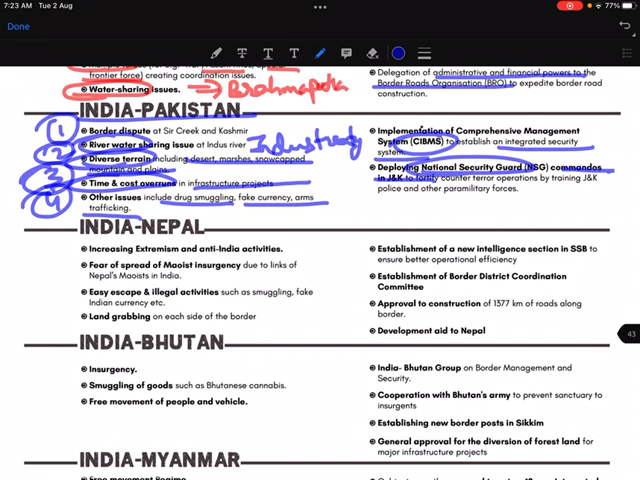 7:23 AM Tue 2 Aug
77%
Done
frontier force) creating coordination issues.
Water-sharing issues. → Brahmaputra
Delegation of administrative and financial powers to the
Border Roads Organisation (BRO) to expedite border road
construction.
INDIA-PAKISTAN
1 Border dispute at Sir Creek and Kashmir
2 River water sharing issue at Indus river Indus treaty
Diverse terrain including desert, marshes, snowcapped
mountain and plains.
3 Time & cost overruns in infrastructure projects
4 Other issues include drug smuggling, fake currency, arms
trafficking.
Implementation of Comprehensive Management
System (CIBMS) to establish an integrated security
system.
Deploying National Security Guard (NSG) commandos
in J&K to fortify counter terror operations by training J&K
police and other paramilitary forces.
INDIA-NEPAL
Increasing Extremism and anti-India activities.
Fear of spread of Maoist insurgency due to links of
Nepal's Maoists in India.
Easy escape & illegal activities such as smuggling, fake
Indian currency etc.
Land grabbing on each side of the border
Establishment of a new intelligence section in SSB to
ensure better operational efficiency
Establishment of Border District Coordination
Committee
Approval to construction of 1377 km of roads along
border.
Development aid to Nepal
43
INDIA-BHUTAN
Insurgency.
Smuggling of goods such as Bhutanese cannabis.
Free movement of people and vehicle.
India- Bhutan Group on Border Management and
Security.
Cooperation with Bhutan's army to prevent sanctuary to
insurgents
Establishing new border posts in Sikkim
General approval for the diversion of forest land for
major infrastructure projects
INDIA-MYANMAR
Free movement Regime